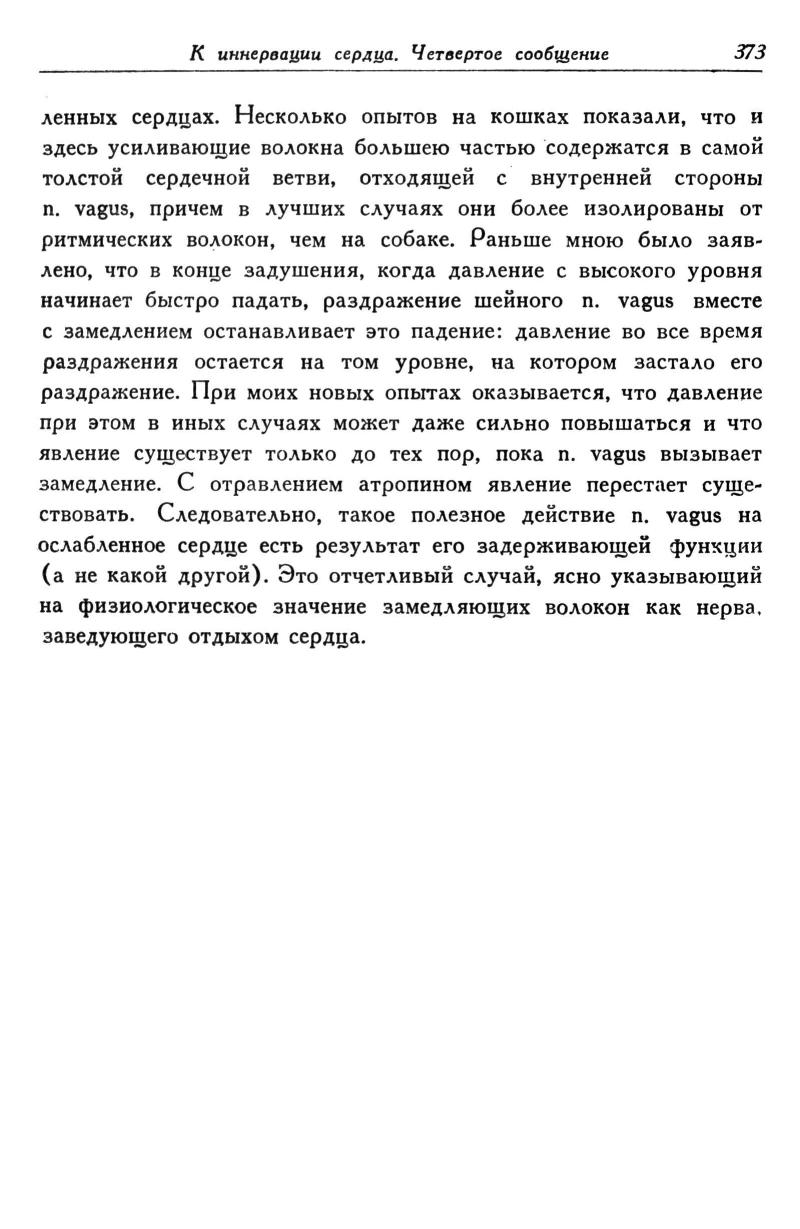 К иннервации сердца. Четвертое сообщение 373
ленных сердцах. Несколько опытов на кошках показали, что и
здесь усиливающие волокна большею частью содержатся в самой
толстой сердечной ветви, отходящей с внутренней стороны
n. vagus, причем в лучших случаях они более изолированы от
ритмических волокон, чем на собаке. Раньше мною было заяв-
лено, что в конце задушения, когда давление с высокого уровня
начинает быстро падать, раздражение шейного n. vagus вместе
с замедлением останавливает это падение: давление во все время
раздражения остается на том уровне, на котором застало его
раздражение. При моих новых опытах оказывается, что давление
при этом в иных случаях может даже сильно повышаться и что
явление существует только до тех пор, пока n. vagus вызывает
замедление. С отравлением атропином явление перестает суще-
ствовать. Следовательно, такое полезное действие n. vagus на
ослабленное сердце есть результат его задерживающей функции
(а не какой другой). Это отчетливый случай, ясно указывающий
на физиологическое значение замедляющих волокон как нерва,
заведующего отдыхом сердца.